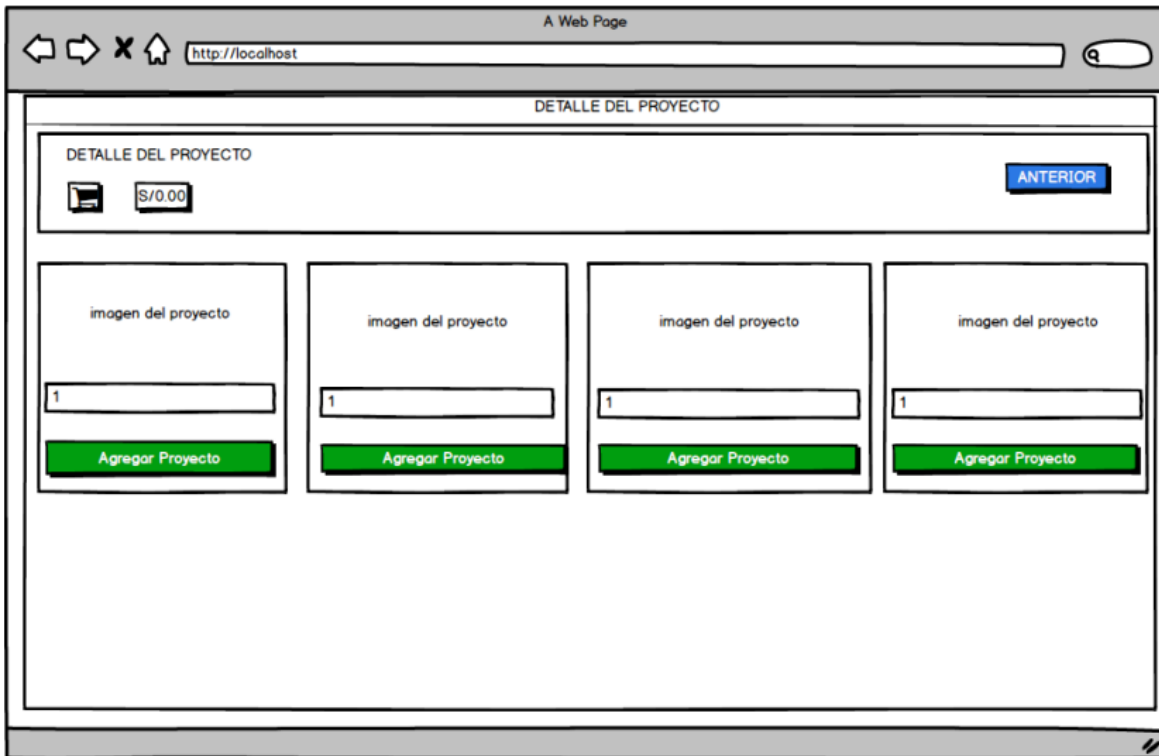 A Web Page
http://localhost
DETALLE DEL PROYECTO
DETALLE DEL PROYECTO
ANTERIOR
S/0.00
imagen del proyecto
imagen del proyecto
imagen del proyecto
imagen del proyecto
1
1
1
1
Agregar Proyecto
Agregar Proyecto
Agregar Proyecto
Agregar Proyecto